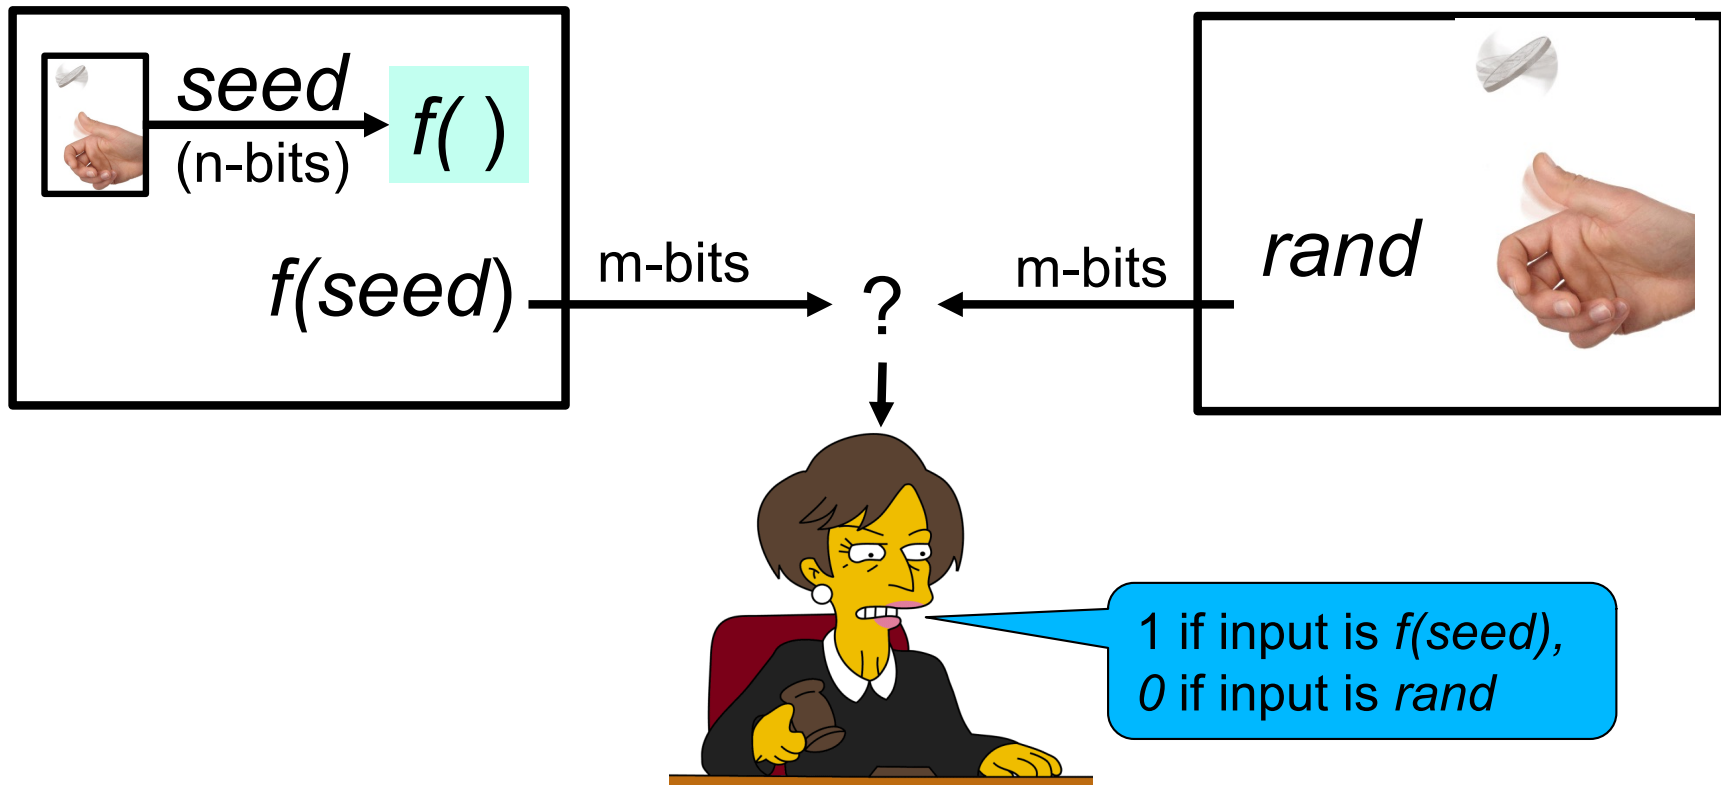 seed
(n-bits)
f( )
f(seed)
m-bits
?
m-bits
rand
1 if input is f(seed),
0 if input is rand